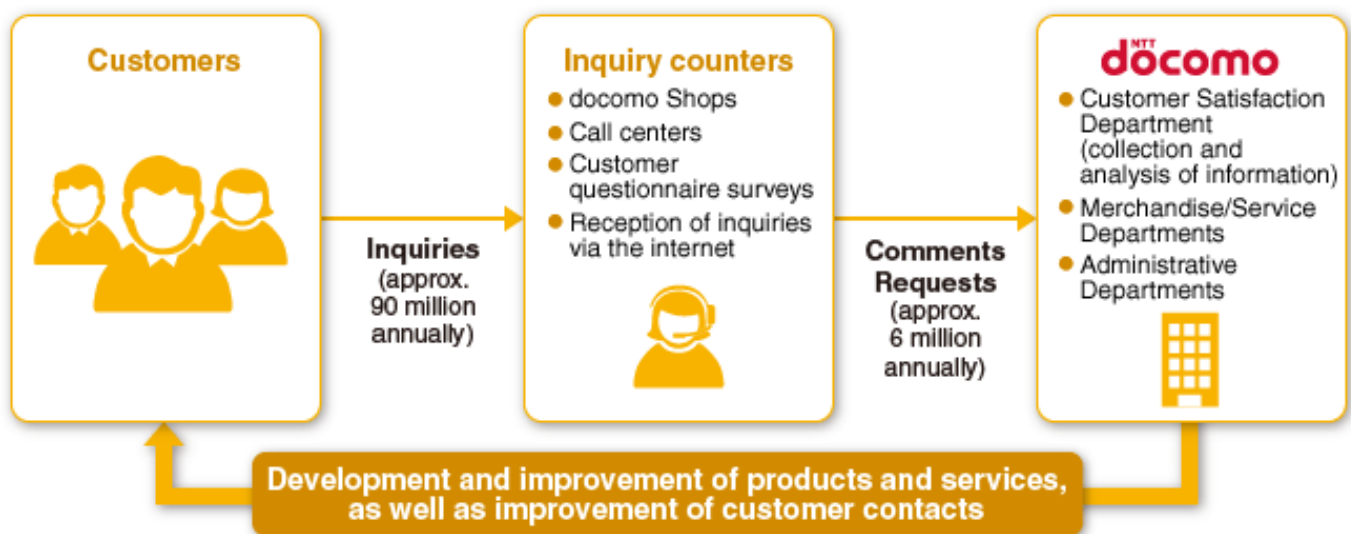 Customers
Inquiries
(approx.
90 million
annually)
Inquiry counters
docomo Shops
Call centers
Customer
questionnaire surveys
Reception of inquiries
via the internet
Comments
Requests
(approx.
6 million
annually)
NTT
döcomo
Customer Satisfaction
Department
(collection and
analysis of information)
Merchandise/Service
Departments
Administrative
Departments
Development and improvement of products and services,
as well as improvement of customer contacts